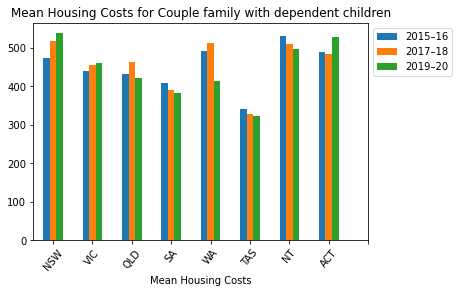 Mean Housing Costs for Couple family with dependent children
2015–16
2017–18
2019–20
500
400
300
200
100
0
NSW
VIC
QLD
SA
WA
TAS
NT
ACT
Mean Housing Costs